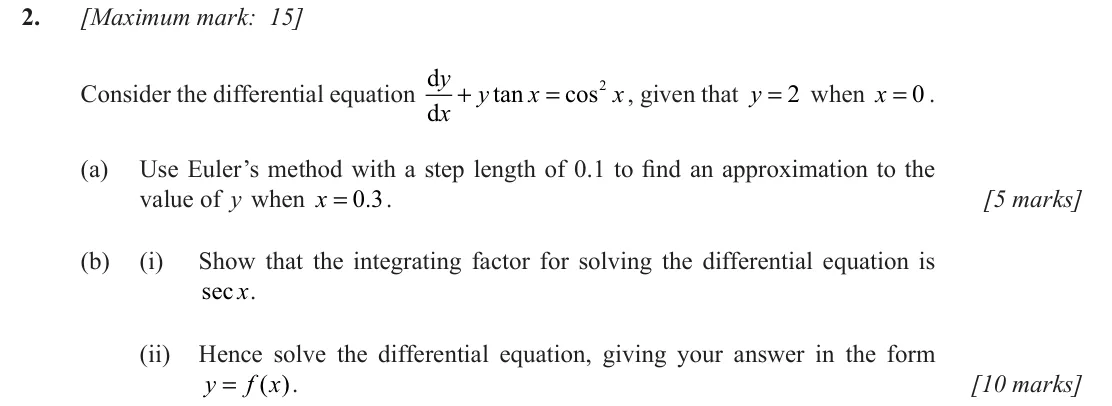 2. [Maximum mark: 15]
Consider the differential equation dy/dx + y tan x = cos² x, given that y = 2 when x = 0.
(a) Use Euler's method with a step length of 0.1 to find an approximation to the
value of y when x = 0.3. [5 marks]
(b) (i) Show that the integrating factor for solving the differential equation is
sec x.
(ii) Hence solve the differential equation, giving your answer in the form
y = f(x). [10 marks]